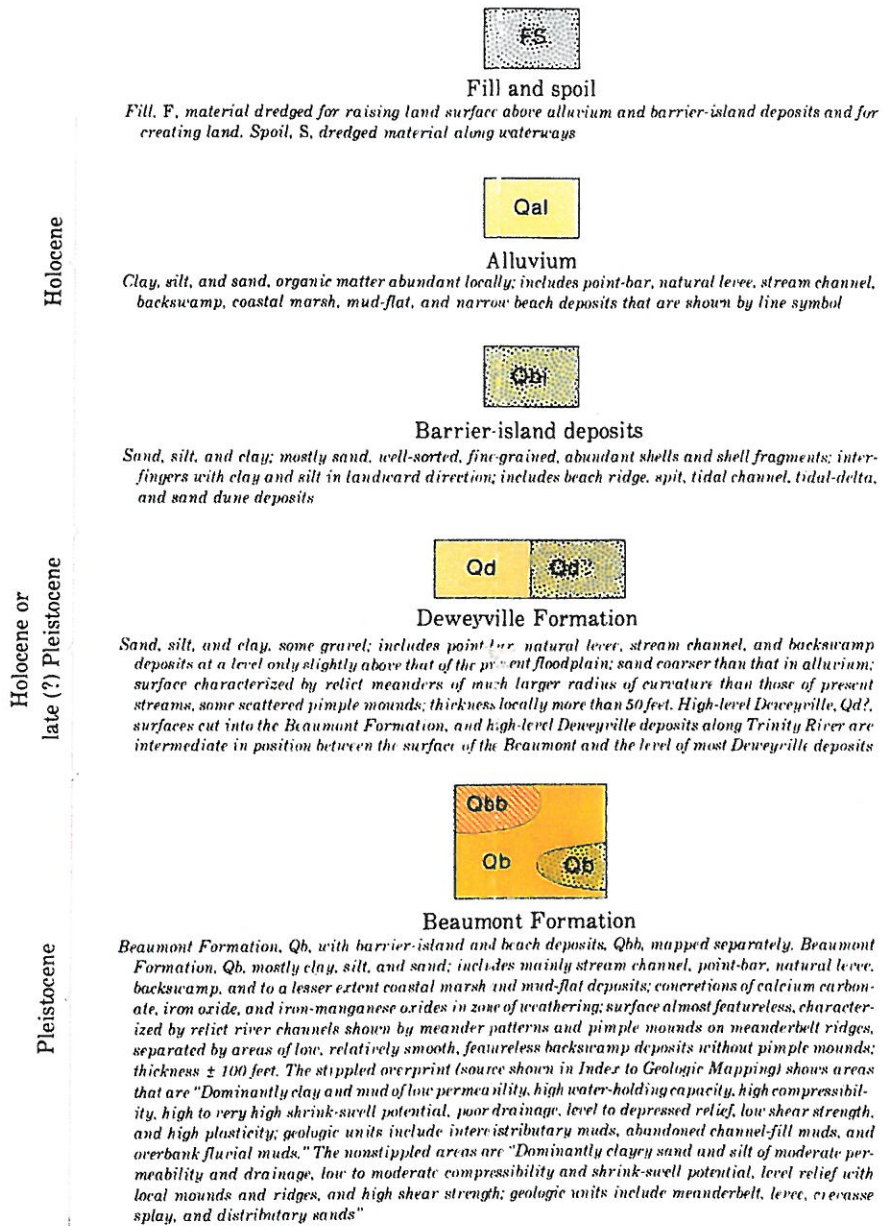 FS
Fill and spoil
Fill, F, material dredged for raising land surface above alluvium and barrier-island deposits and for
creating land. Spoil, S, dredged material along waterways
Holocene
Qal
Alluvium
Clay, silt, and sand, organic matter abundant locally; includes point-bar, natural levee, stream channel,
backswamp, coastal marsh, mud-flat, and narrow beach deposits that are shown by line symbol
Qbi
Barrier-island deposits
Sand, silt, and clay; mostly sand, well-sorted, fine-grained, abundant shells and shell fragments; inter-
fingers with clay and silt in landward direction; includes beach ridge, spit, tidal channel, tidal-delta,
and sand dune deposits
Holocene or
late (?) Pleistocene
Qd Qd?
Deweyville Formation
Sand, silt, and clay, some gravel; includes point bar, natural levee, stream channel, and backswamp
deposits at a level only slightly above that of the present floodplain; sand coarser than that in alluvium;
surface characterized by relict meanders of much larger radius of curvature than those of present
streams, some scattered pimple mounds; thickness locally more than 50 feet. High-level Deweyville, Qd?,
surfaces cut into the Beaumont Formation, and high-level Deweyville deposits along Trinity River are
intermediate in position between the surface of the Beaumont and the level of most Deweyville deposits
Pleistocene
Qbb
Qb Qb
Beaumont Formation
Beaumont Formation, Qb, with barrier-island and beach deposits, Qbb, mapped separately. Beaumont
Formation, Qb, mostly clay, silt, and sand; includes mainly stream channel, point-bar, natural levee,
backswamp, and to a lesser extent coastal marsh and mud-flat deposits; concretions of calcium carbon-
ate, iron oxide, and iron-manganese oxides in zone of weathering; surface almost featureless, character-
ized by relict river channels shown by meander patterns and pimple mounds on meanderbelt ridges,
separated by areas of low, relatively smooth, featureless backswamp deposits without pimple mounds;
thickness ± 100 feet. The stippled overprint (source shown in Index to Geologic Mapping) shows areas
that are "Dominantly clay and mud of low permeability, high water-holding capacity, high compressibil-
ity, high to very high shrink-swell potential, poor drainage, level to depressed relief, low shear strength,
and high plasticity; geologic units include interdistributary muds, abandoned channel-fill muds, and
overbank fluvial muds." The nonstippled areas are "Dominantly clayey sand and silt of moderate per-
meability and drainage, low to moderate compressibility and shrink-swell potential, level relief with
local mounds and ridges, and high shear strength; geologic units include meanderbelt, levee, crevasse
splay, and distributary sands"